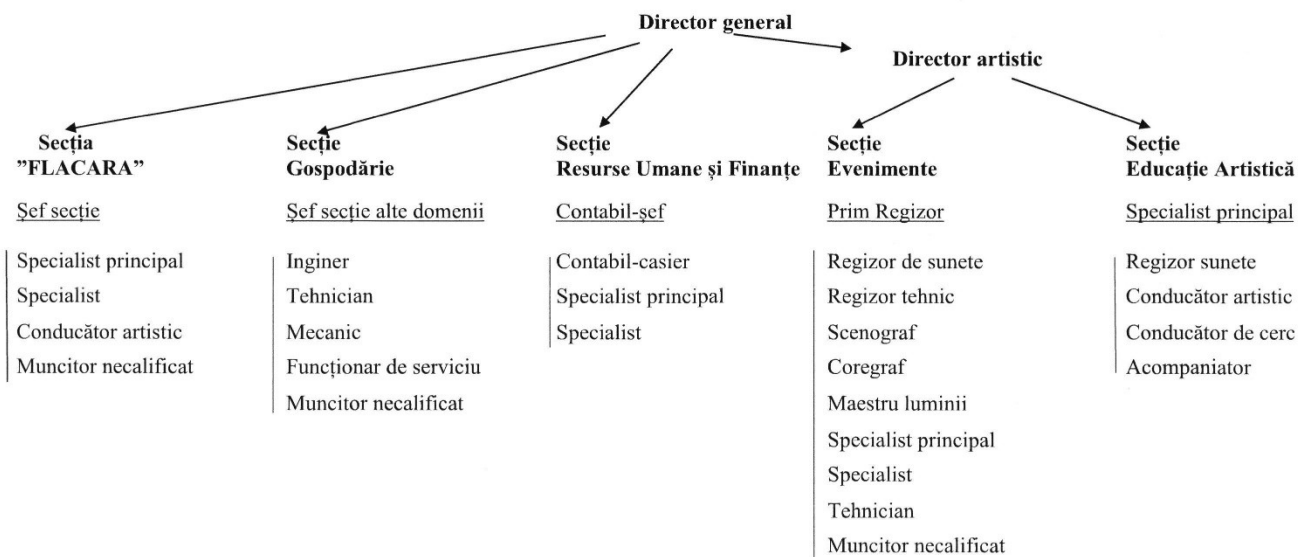 Director general
Director artistic
Secția
”FLACARA”
Șef secție
Specialist principal
Specialist
Conducător artistic
Muncitor necalificat
Secție
Gospodărie
Șef secție alte domenii
Inginer
Tehnician
Mecanic
Funcționar de serviciu
Muncitor necalificat
Secție
Resurse Umane și Finanțe
Contabil-șef
Contabil-casier
Specialist principal
Specialist
Secție
Evenimente
Prim Regizor
Regizor de sunete
Regizor tehnic
Scenograf
Coregraf
Maestru luminii
Specialist principal
Specialist
Tehnician
Muncitor necalificat
Secție
Educație Artistică
Specialist principal
Regizor sunete
Conducător artistic
Conducător de cerc
Acompaniator